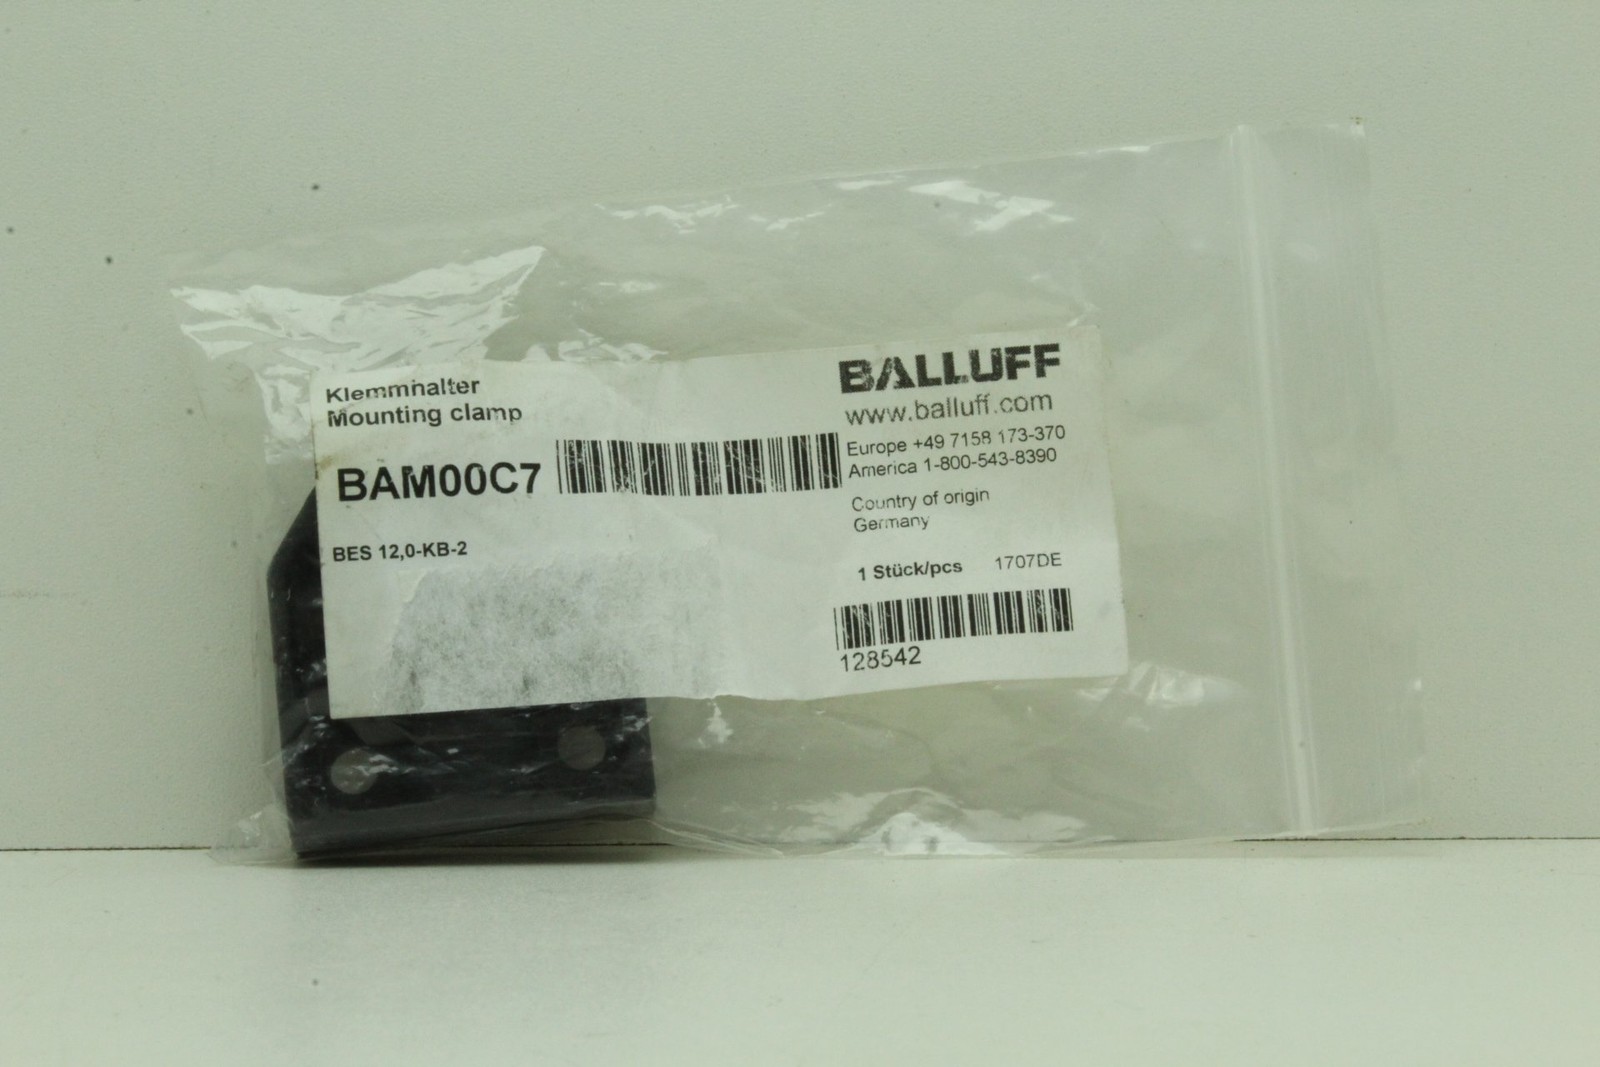 Klemmhalter
Mounting clamp
BAM00C7
BES 12,0-KB-2
BALLUFF
www.balluff.com
Europe +49 7158 173-370
America 1-800-543-8390
Country of origin
Germany
1 Stück/pcs 1707DE
128542